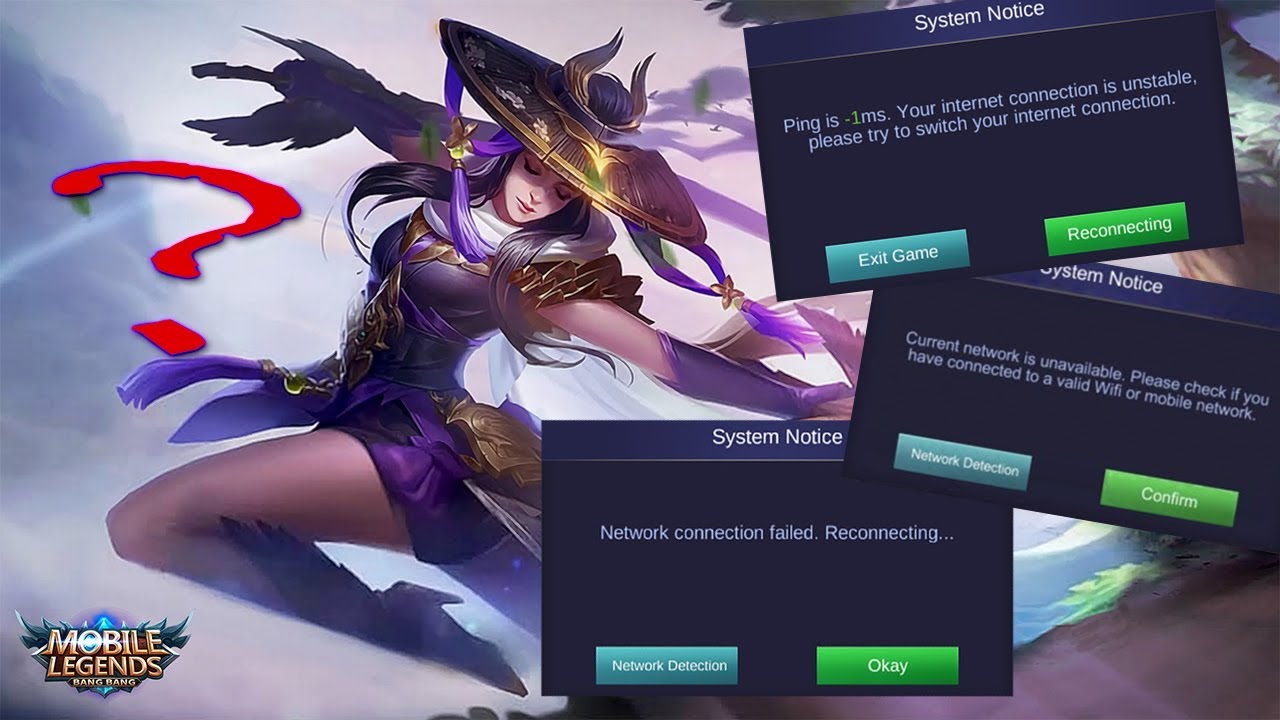 System Notice
Ping is -1ms. Your internet connection is unstable,
please try to switch your internet connection.
Exit Game
Reconnecting
System Notice
Current network is unavailable. Please check if you
have connected to a valid Wifi or mobile network.
Network Detection
Confirm
System Notice
Network connection failed. Reconnecting...
Network Detection
Okay
?
MOBILE
LEGENDS
BANG BANG